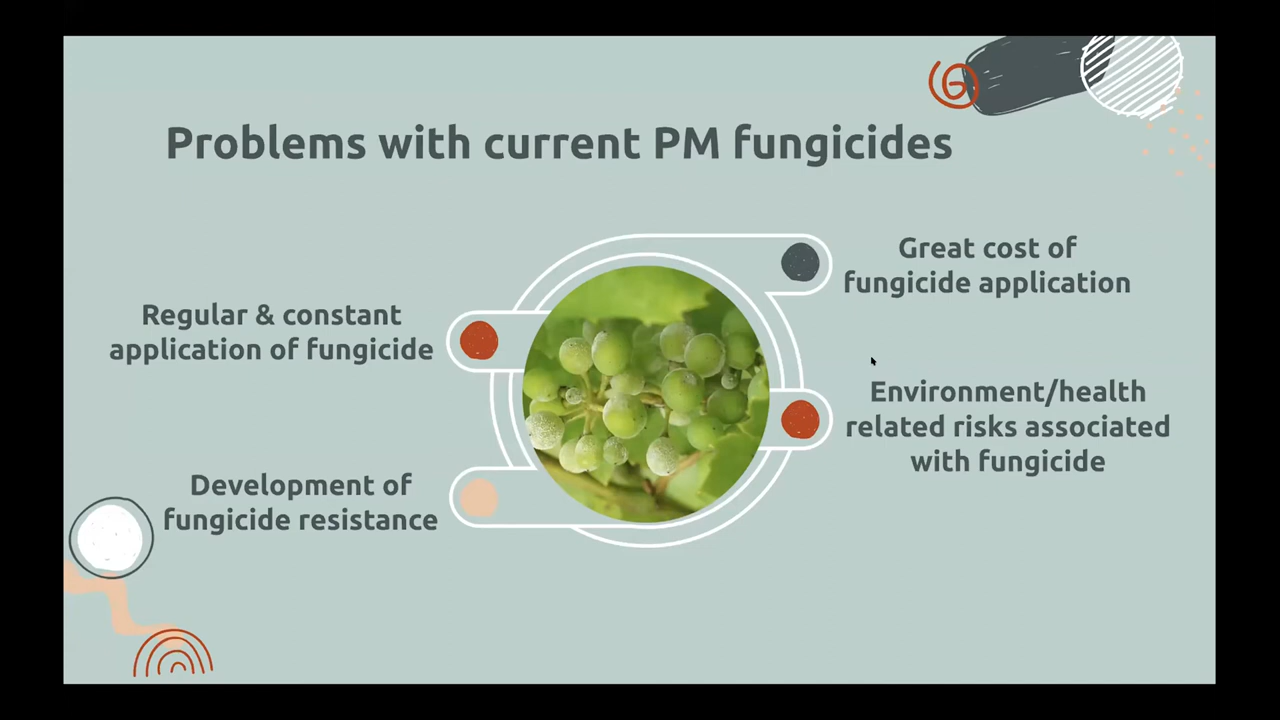 Problems with current PM fungicides
Regular & constant
application of fungicide
Development of
fungicide resistance
Great cost of
fungicide application
Environment/health
related risks associated
with fungicide